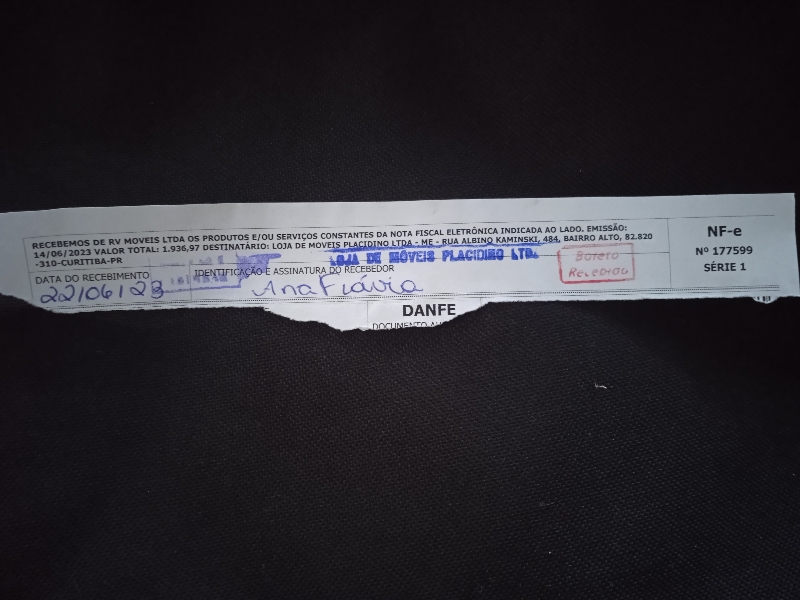 RECEBEMOS DE RV MOVEIS LTDA OS PRODUTOS E/OU SERVIÇOS CONSTANTES DA NOTA FISCAL ELETRÔNICA INDICADA AO LADO. EMISSÃO:
14/06/2023 VALOR TOTAL: 1.936,97 DESTINATÁRIO: LOJA DE MOVEIS PLACIDINO LTDA - ME - RUA ALBINO KAMINSKI, 484, BAIRRO ALTO, 82.820
-310-CURITIBA-PR
LOJA DE MÓVEIS PLACIDINO LTD.
DATA DO RECEBIMENTO
IDENTIFICAÇÃO E ASSINATURA DO RECEBEDOR
22/06/23
Ana Flávia
Boleto
Recebido
NF-e
Nº 177599
SÉRIE 1
DANFE
DOCUMENTO